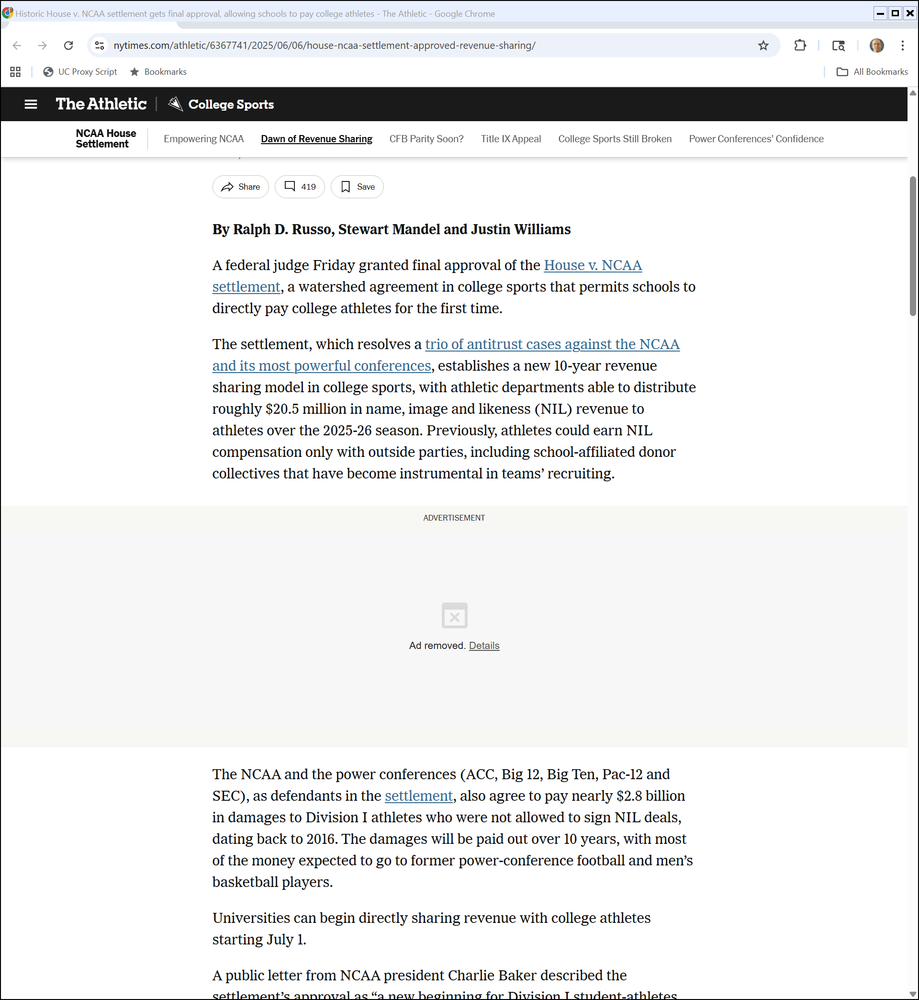 Historic House v. NCAA settlement gets final approval, allowing schools to pay college athletes - The Athletic - Google Chrome
nytimes.com/athletic/6367741/2025/06/06/house-ncaa-settlement-approved-revenue-sharing/
UC Proxy Script Bookmarks All Bookmarks
The Athletic College Sports
NCAA House
Settlement
Empowering NCAA Dawn of Revenue Sharing CFB Parity Soon? Title IX Appeal College Sports Still Broken Power Conferences' Confidence
Share 419 Save
By Ralph D. Russo, Stewart Mandel and Justin Williams
A federal judge Friday granted final approval of the House v. NCAA
settlement, a watershed agreement in college sports that permits schools to
directly pay college athletes for the first time.
The settlement, which resolves a trio of antitrust cases against the NCAA
and its most powerful conferences, establishes a new 10-year revenue
sharing model in college sports, with athletic departments able to distribute
roughly $20.5 million in name, image and likeness (NIL) revenue to
athletes over the 2025-26 season. Previously, athletes could earn NIL
compensation only with outside parties, including school-affiliated donor
collectives that have become instrumental in teams’ recruiting.
ADVERTISEMENT
Ad removed. Details
The NCAA and the power conferences (ACC, Big 12, Big Ten, Pac-12 and
SEC), as defendants in the settlement, also agree to pay nearly $2.8 billion
in damages to Division I athletes who were not allowed to sign NIL deals,
dating back to 2016. The damages will be paid out over 10 years, with most
of the money expected to go to former power-conference football and men’s
basketball players.
Universities can begin directly sharing revenue with college athletes
starting July 1.
A public letter from NCAA president Charlie Baker described the
settlement’s approval as “a new beginning for Division I student-athletes